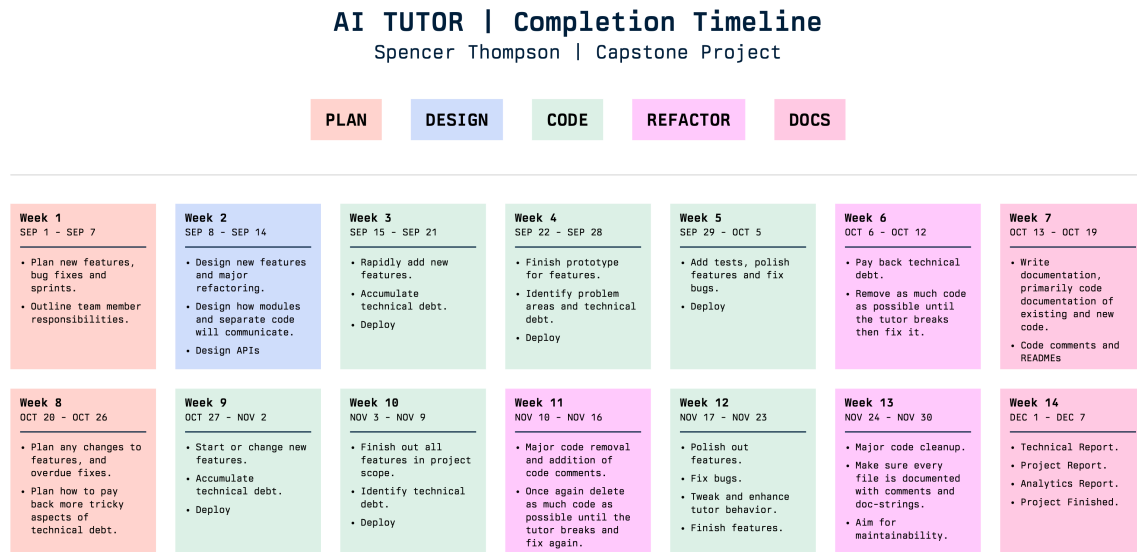 AI TUTOR | Completion Timeline
Spencer Thompson | Capstone Project
PLAN
DESIGN
CODE
REFACTOR
DOCS
Week 1
SEP 1 - SEP 7
• Plan new features,
bug fixes and
sprints.
• Outline team member
responsibilities.
Week 2
SEP 8 - SEP 14
• Design new features
and major
refactoring.
• Design how modules
and separate code
will communicate.
• Design APIs
Week 3
SEP 15 - SEP 21
• Rapidly add new
features.
• Accumulate
technical debt.
• Deploy
Week 4
SEP 22 - SEP 28
• Finish prototype
for features.
• Identify problem
areas and technical
debt.
• Deploy
Week 5
SEP 29 - OCT 5
• Add tests, polish
features and fix
bugs.
• Deploy
Week 6
OCT 6 - OCT 12
• Pay back technical
debt.
• Remove as much code
as possible until
the tutor breaks
then fix it.
Week 7
OCT 13 - OCT 19
• Write
documentation,
primarily code
documentation of
existing and new
code.
• Code comments and
READMEs
Week 8
OCT 20 - OCT 26
• Plan any changes to
features, and
overdue fixes.
• Plan how to pay
back more tricky
aspects of
technical debt.
Week 9
OCT 27 - NOV 2
• Start or change new
features.
• Accumulate
technical debt.
• Deploy
Week 10
NOV 3 - NOV 9
• Finish out all
features in project
scope.
• Identify technical
debt.
• Deploy
Week 11
NOV 10 - NOV 16
• Major code removal
and addition of
code comments.
• Once again delete
as much code as
possible until the
tutor breaks and
fix again.
Week 12
NOV 17 - NOV 23
• Polish out
features.
• Fix bugs.
• Tweak and enhance
tutor behavior.
• Finish features.
Week 13
NOV 24 - NOV 30
• Major code cleanup.
• Make sure every
file is documented
with comments and
doc-strings.
• Aim for
maintainability.
Week 14
DEC 1 - DEC 7
• Technical Report.
• Project Report.
• Analytics Report.
• Project Finished.